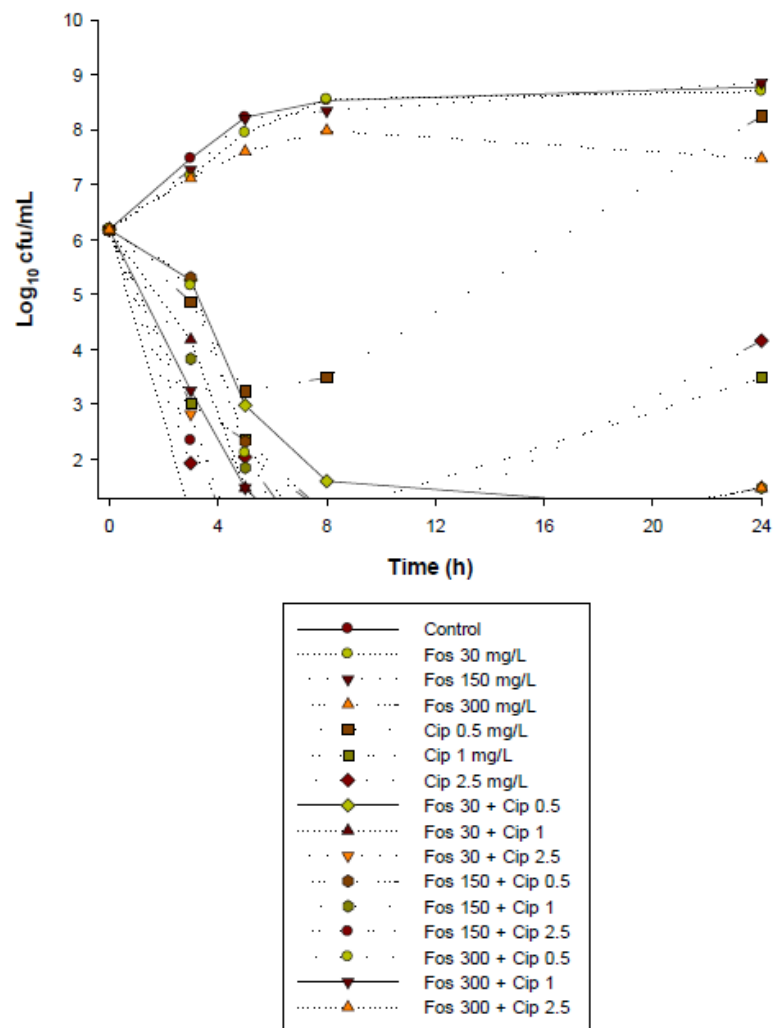 10
9
8
7
6
5
4
3
2
Log10 cfu/mL
0 4 8 12 16 20 24
Time (h)
Control
Fos 30 mg/L
Fos 150 mg/L
Fos 300 mg/L
Cip 0.5 mg/L
Cip 1 mg/L
Cip 2.5 mg/L
Fos 30 + Cip 0.5
Fos 30 + Cip 1
Fos 30 + Cip 2.5
Fos 150 + Cip 0.5
Fos 150 + Cip 1
Fos 150 + Cip 2.5
Fos 300 + Cip 0.5
Fos 300 + Cip 1
Fos 300 + Cip 2.5